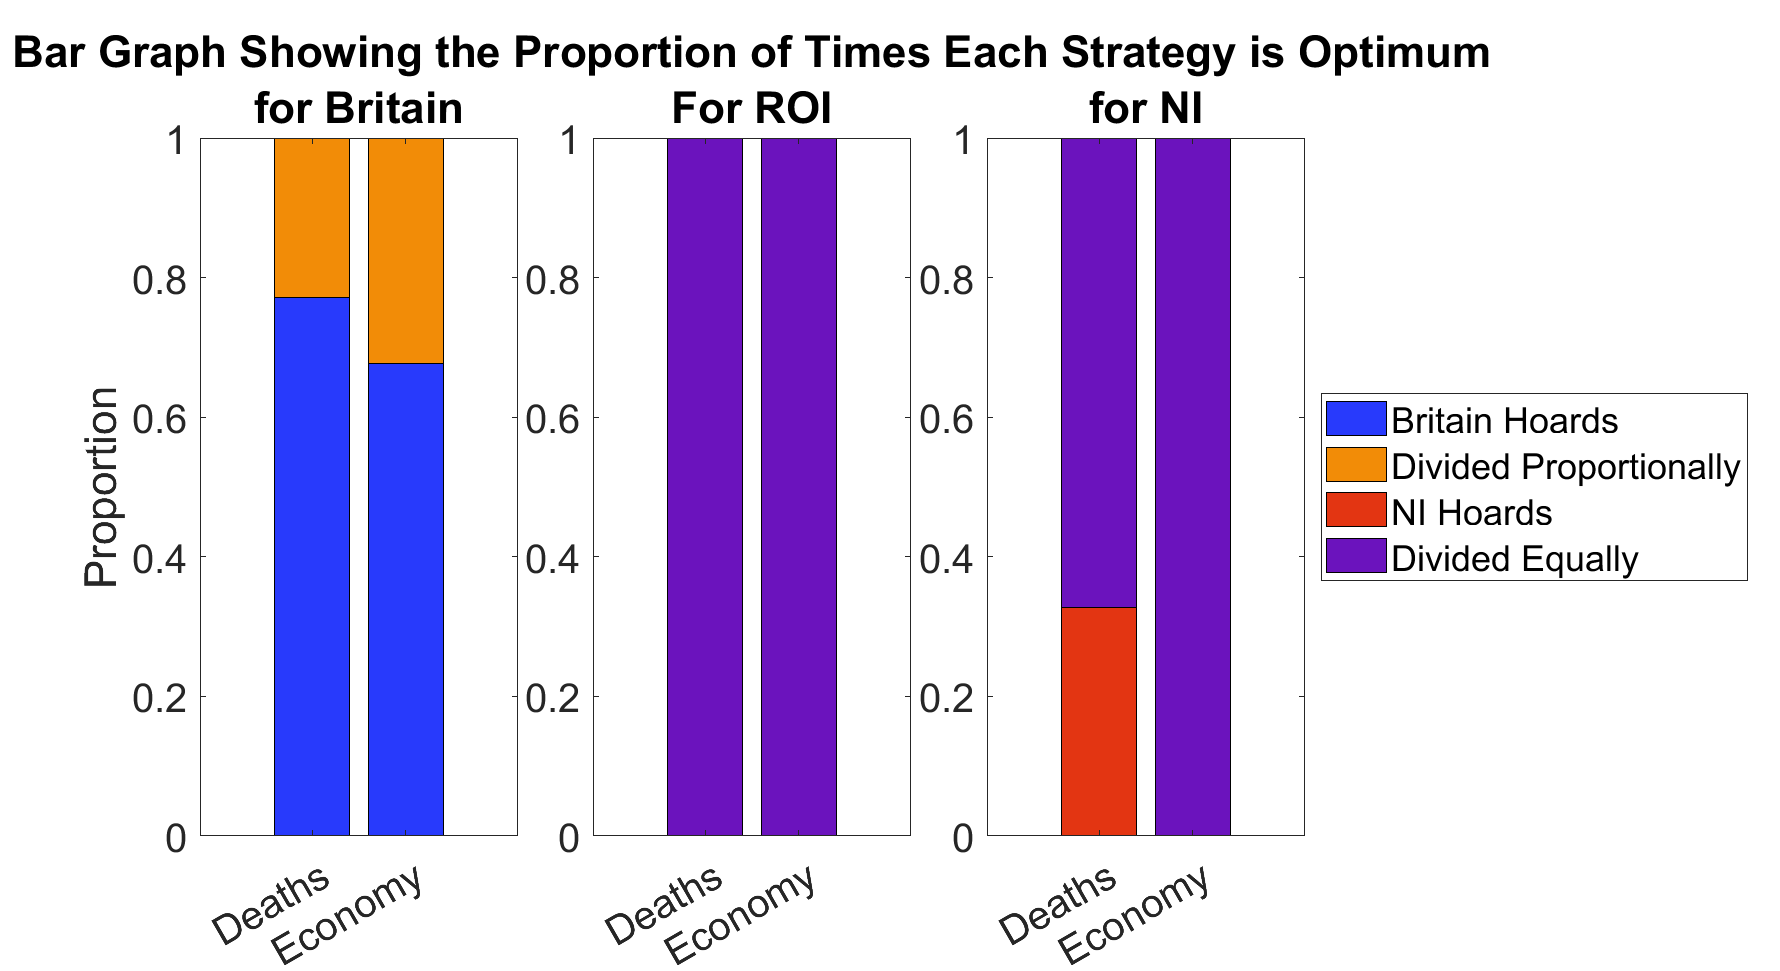 Bar Graph Showing the Proportion of Times Each Strategy is Optimum
for Britain
For ROI
for NI
Proportion
1
0.8
0.6
0.4
0.2
0
Deaths
Economy
1
0.8
0.6
0.4
0.2
0
Deaths
Economy
1
0.8
0.6
0.4
0.2
0
Deaths
Economy
Britain Hoards
Divided Proportionally
NI Hoards
Divided Equally